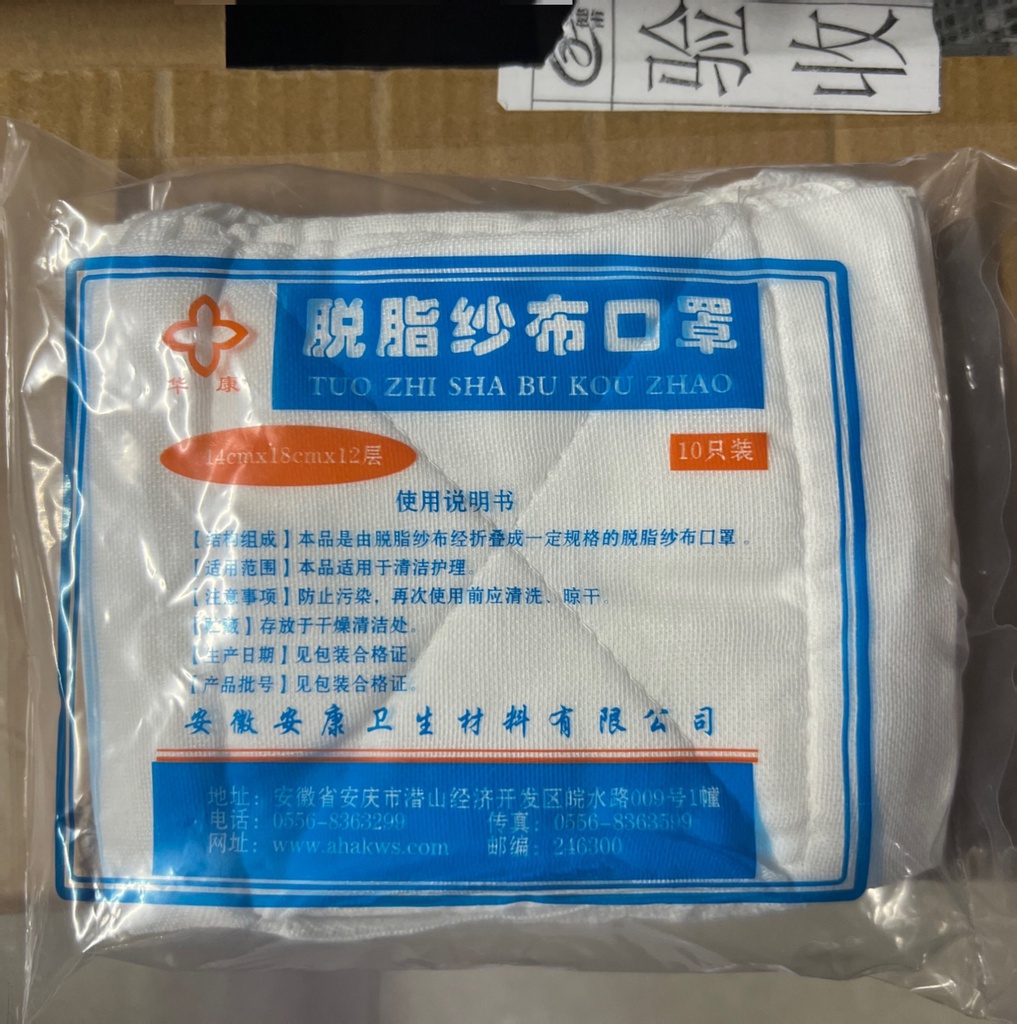 健甫
验收
华康
脱脂纱布口罩
TUO ZHI SHA BU KOU ZHAO
14cmx18cmx12层
10只装
使用说明书
【结构组成】本品是由脱脂纱布经折叠成一定规格的脱脂纱布口罩。
【适用范围】本品适用于清洁护理。
【注意事项】防止污染，再次使用前应清洗、晾干。
【贮藏】存放于干燥清洁处。
【生产日期】见包装合格证。
【产品批号】见包装合格证。
安徽安康卫生材料有限公司
地址：安徽省安庆市潜山经济开发区皖水路009号1幢
电话：0556-8363299 传真：0556-8363599
网址：www.ahakws.com 邮编：246300